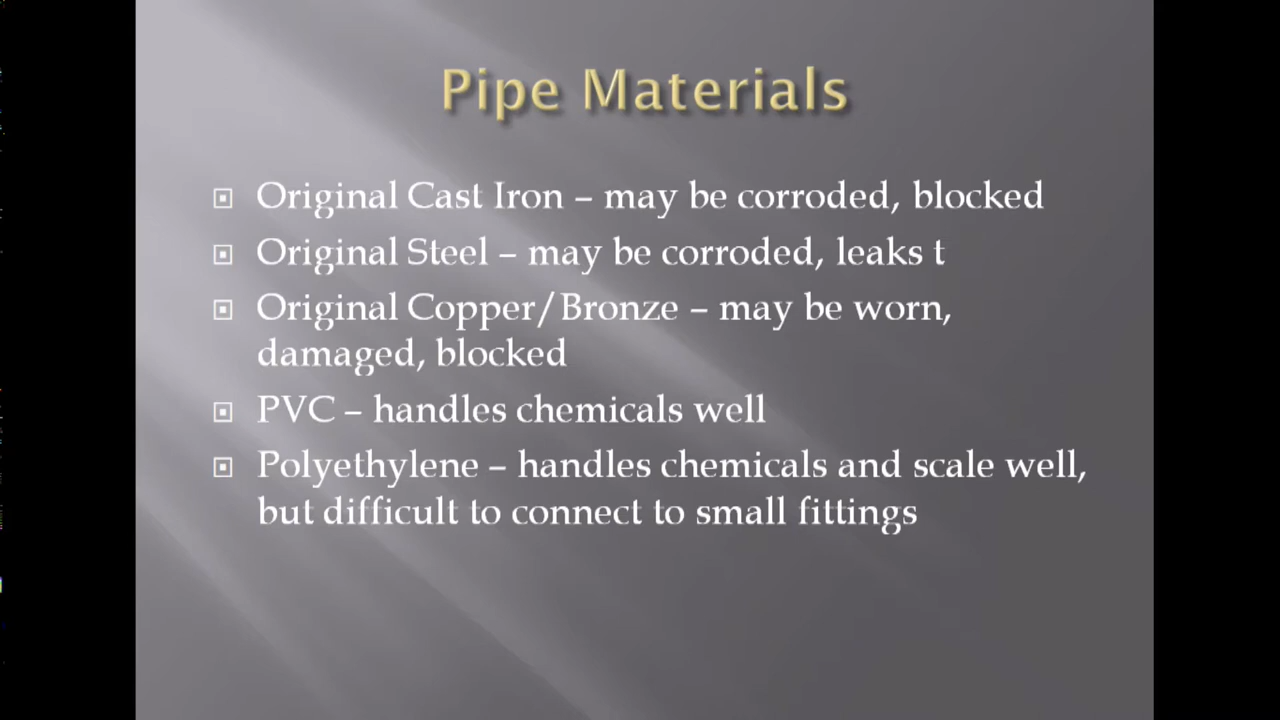 Pipe Materials
Original Cast Iron – may be corroded, blocked
Original Steel – may be corroded, leaks t
Original Copper/Bronze – may be worn,
damaged, blocked
PVC – handles chemicals well
Polyethylene – handles chemicals and scale well,
but difficult to connect to small fittings